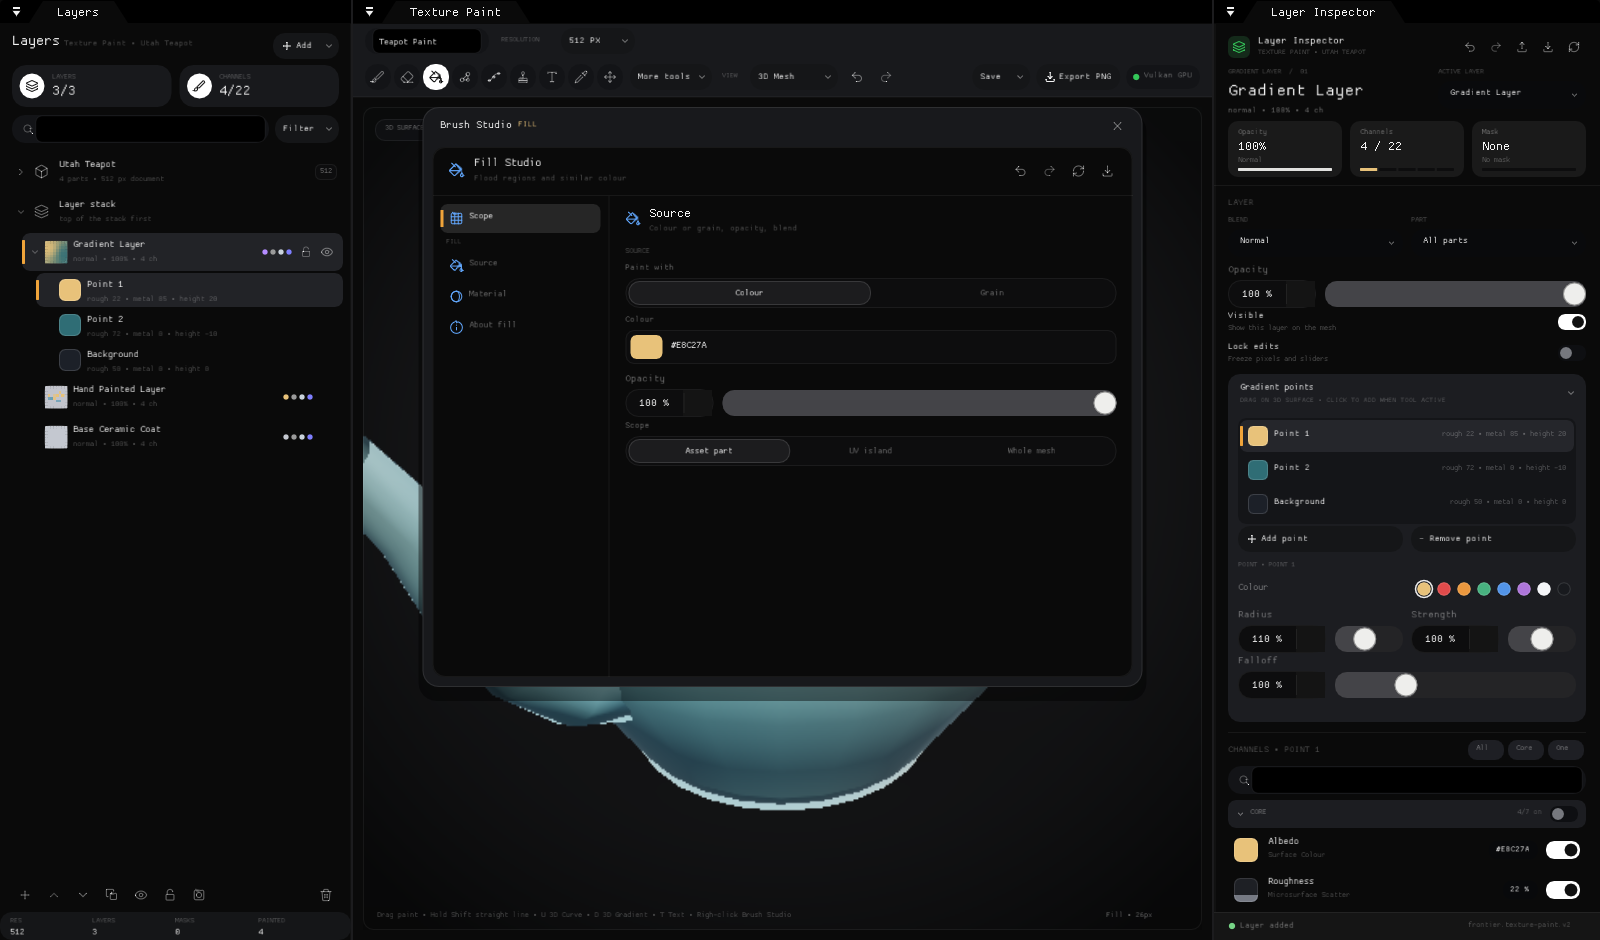 Layers
Texture Paint
Layer Inspector
Layers Texture Paint • Utah Teapot
Add
LAYERS
3/3
CHANNELS
4/22
Filter
Utah Teapot
4 parts • 512 px document
512
Layer stack
top of the stack first
Gradient Layer
normal • 100% • 4 ch
Point 1
rough 22 • metal 85 • height 20
Point 2
rough 72 • metal 0 • height -10
Background
rough 50 • metal 0 • height 0
Hand Painted Layer
normal • 100% • 4 ch
Base Ceramic Coat
normal • 100% • 4 ch
RES
512
LAYERS
3
MASKS
0
PAINTED
4
Teapot Paint
RESOLUTION
512 PX
More tools
VIEW
3D Mesh
Save
Export PNG
Vulkan GPU
3D SURFAC
Brush Studio FILL
Fill Studio
Flood regions and similar colour
Scope
FILL
Source
Material
About fill
Source
Colour or grain, opacity, blend
SOURCE
Paint with
Colour
Grain
Colour
#E8C27A
Opacity
100 %
Scope
Asset part
UV island
Whole mesh
Drag paint • Hold Shift straight line • U 3D Curve • D 3D Gradient • T Text • Righ-click Brush Studio
Fill • 26px
Layer Inspector
TEXTURE PAINT • UTAH TEAPOT
GRADIENT LAYER / 01
ACTIVE LAYER
Gradient Layer
Gradient Layer
normal • 100% • 4 ch
Opacity
100%
Normal
Channels
4 / 22
Mask
None
No mask
LAYER
BLEND
PART
Normal
All parts
Opacity
100 %
Visible
Show this layer on the mesh
Lock edits
Freeze pixels and sliders
Gradient points
DRAG ON 3D SURFACE • CLICK TO ADD WHEN TOOL ACTIVE
Point 1
rough 22 • metal 85 • height 20
Point 2
rough 72 • metal 0 • height -10
Background
rough 50 • metal 0 • height 0
Add point
- Remove point
POINT • POINT 1
Colour
Radius
Strength
110 %
100 %
Falloff
100 %
CHANNELS • POINT 1
All
Core
One
CORE
4/7 on
Albedo
Surface Colour
#E8C27A
Roughness
Microsurface Scatter
22 %
Layer added
frontier.texture-paint v2